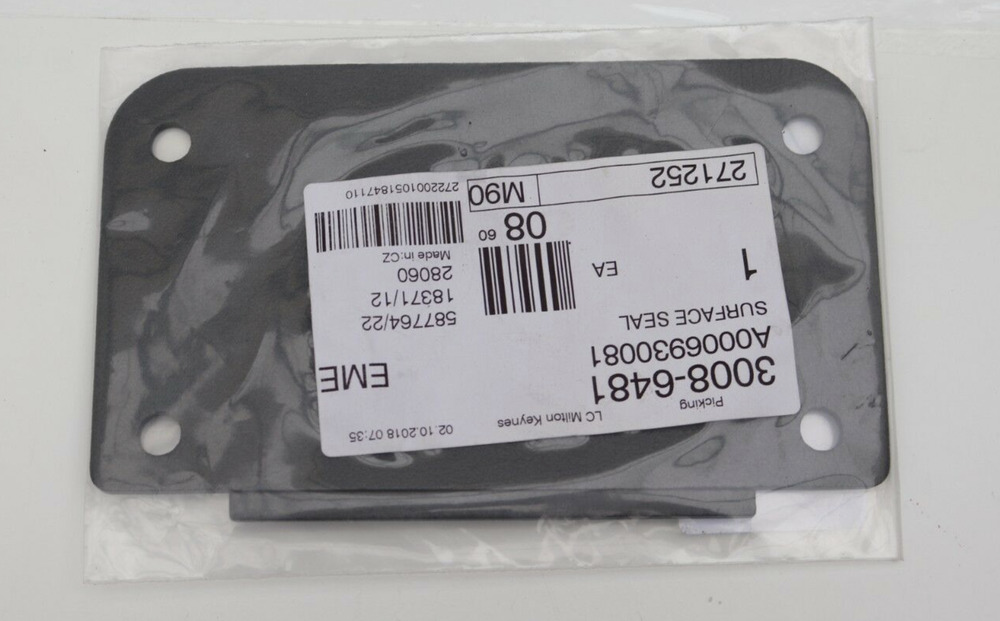 Picking LC Milton Keynes 02.10.2018 07:35
3008-6481 EME
A0006930081
SURFACE SEAL 587764/22
18371/12
1 EA 28060
Made in:CZ
08 60
271252 M90 2722001051847110